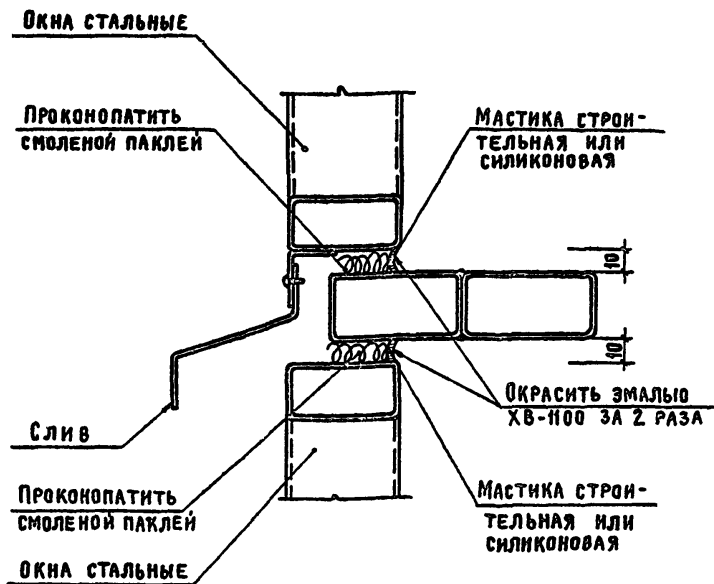 Окна стальные
Проконопатить
смоленой паклей
Мастика строи-
тельная или
силиконовая
10
10
Окрасить эмалью
ХВ-1100 за 2 раза
Слив
Проконопатить
смоленой паклей
Мастика строи-
тельная или
силиконовая
Окна стальные